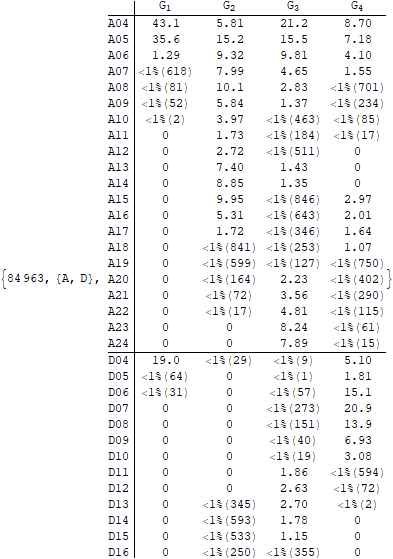 G1 G2 G3 G4
A04 43.1 5.81 21.2 8.70
A05 35.6 15.2 15.5 7.18
A06 1.29 9.32 9.81 4.10
A07 <1%(618) 7.99 4.65 1.55
A08 <1%(81) 10.1 2.83 <1%(701)
A09 <1%(52) 5.84 1.37 <1%(234)
A10 <1%(2) 3.97 <1%(463) <1%(85)
A11 0 1.73 <1%(184) <1%(17)
A12 0 2.72 <1%(511) 0
A13 0 7.40 1.43 0
A14 0 8.85 1.35 0
A15 0 9.95 <1%(846) 2.97
A16 0 5.31 <1%(643) 2.01
A17 0 1.72 <1%(346) 1.64
A18 0 <1%(841) <1%(253) 1.07
A19 0 <1%(599) <1%(127) <1%(750)
{84 963, {A, D}, A20 0 <1%(164) 2.23 <1%(402) }
A21 0 <1%(72) 3.56 <1%(290)
A22 0 <1%(17) 4.81 <1%(115)
A23 0 0 8.24 <1%(61)
A24 0 0 7.89 <1%(15)
D04 19.0 <1%(29) <1%(9) 5.10
D05 <1%(64) 0 <1%(1) 1.81
D06 <1%(31) 0 <1%(57) 15.1
D07 0 0 <1%(273) 20.9
D08 0 0 <1%(151) 13.9
D09 0 0 <1%(40) 6.93
D10 0 0 <1%(19) 3.08
D11 0 0 1.86 <1%(594)
D12 0 0 2.63 <1%(72)
D13 0 <1%(345) 2.70 <1%(2)
D14 0 <1%(593) 1.78 0
D15 0 <1%(533) 1.15 0
D16 0 <1%(250) <1%(355) 0